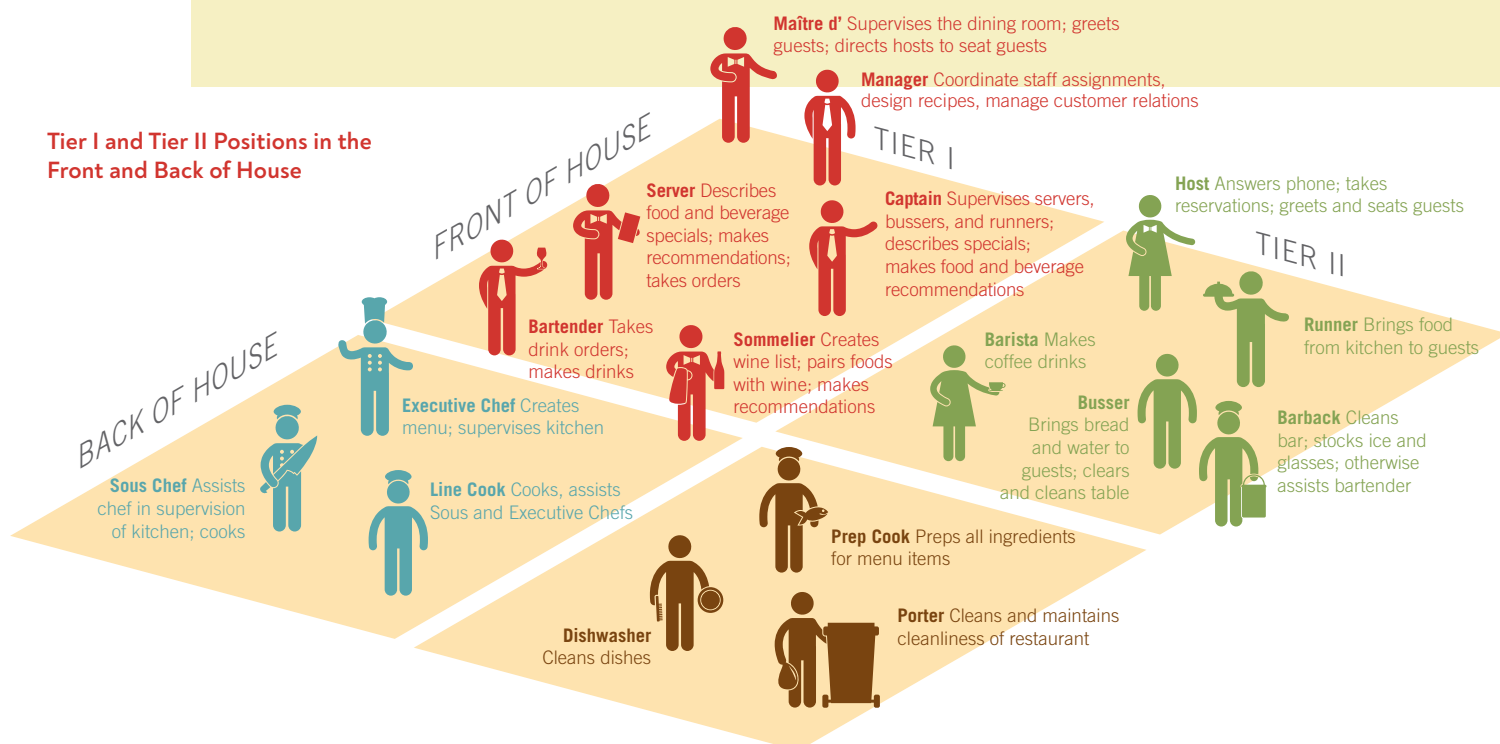 Maître d’ Supervises the dining room; greets
guests; directs hosts to seat guests
Manager Coordinate staff assignments,
design recipes, manage customer relations
Tier I and Tier II Positions in the
Front and Back of House
FRONT OF HOUSE
TIER I
Server Describes
food and beverage
specials; makes
recommendations;
takes orders
Captain Supervises servers,
bussers, and runners;
describes specials;
makes food and beverage
recommendations
Host Answers phone; takes
reservations; greets and seats guests
TIER II
Bartender Takes
drink orders;
makes drinks
Sommelier Creates
wine list; pairs foods
with wine; makes
recommendations
Barista Makes
coffee drinks
Runner Brings food
from kitchen to guests
BACK OF HOUSE
Executive Chef Creates
menu; supervises kitchen
Busser
Brings bread
and water to
guests; clears
and cleans table
Barback Cleans
bar; stocks ice and
glasses; otherwise
assists bartender
Sous Chef Assists
chef in supervision
of kitchen; cooks
Line Cook Cooks, assists
Sous and Executive Chefs
Prep Cook Preps all ingredients
for menu items
Dishwasher
Cleans dishes
Porter Cleans and maintains
cleanliness of restaurant